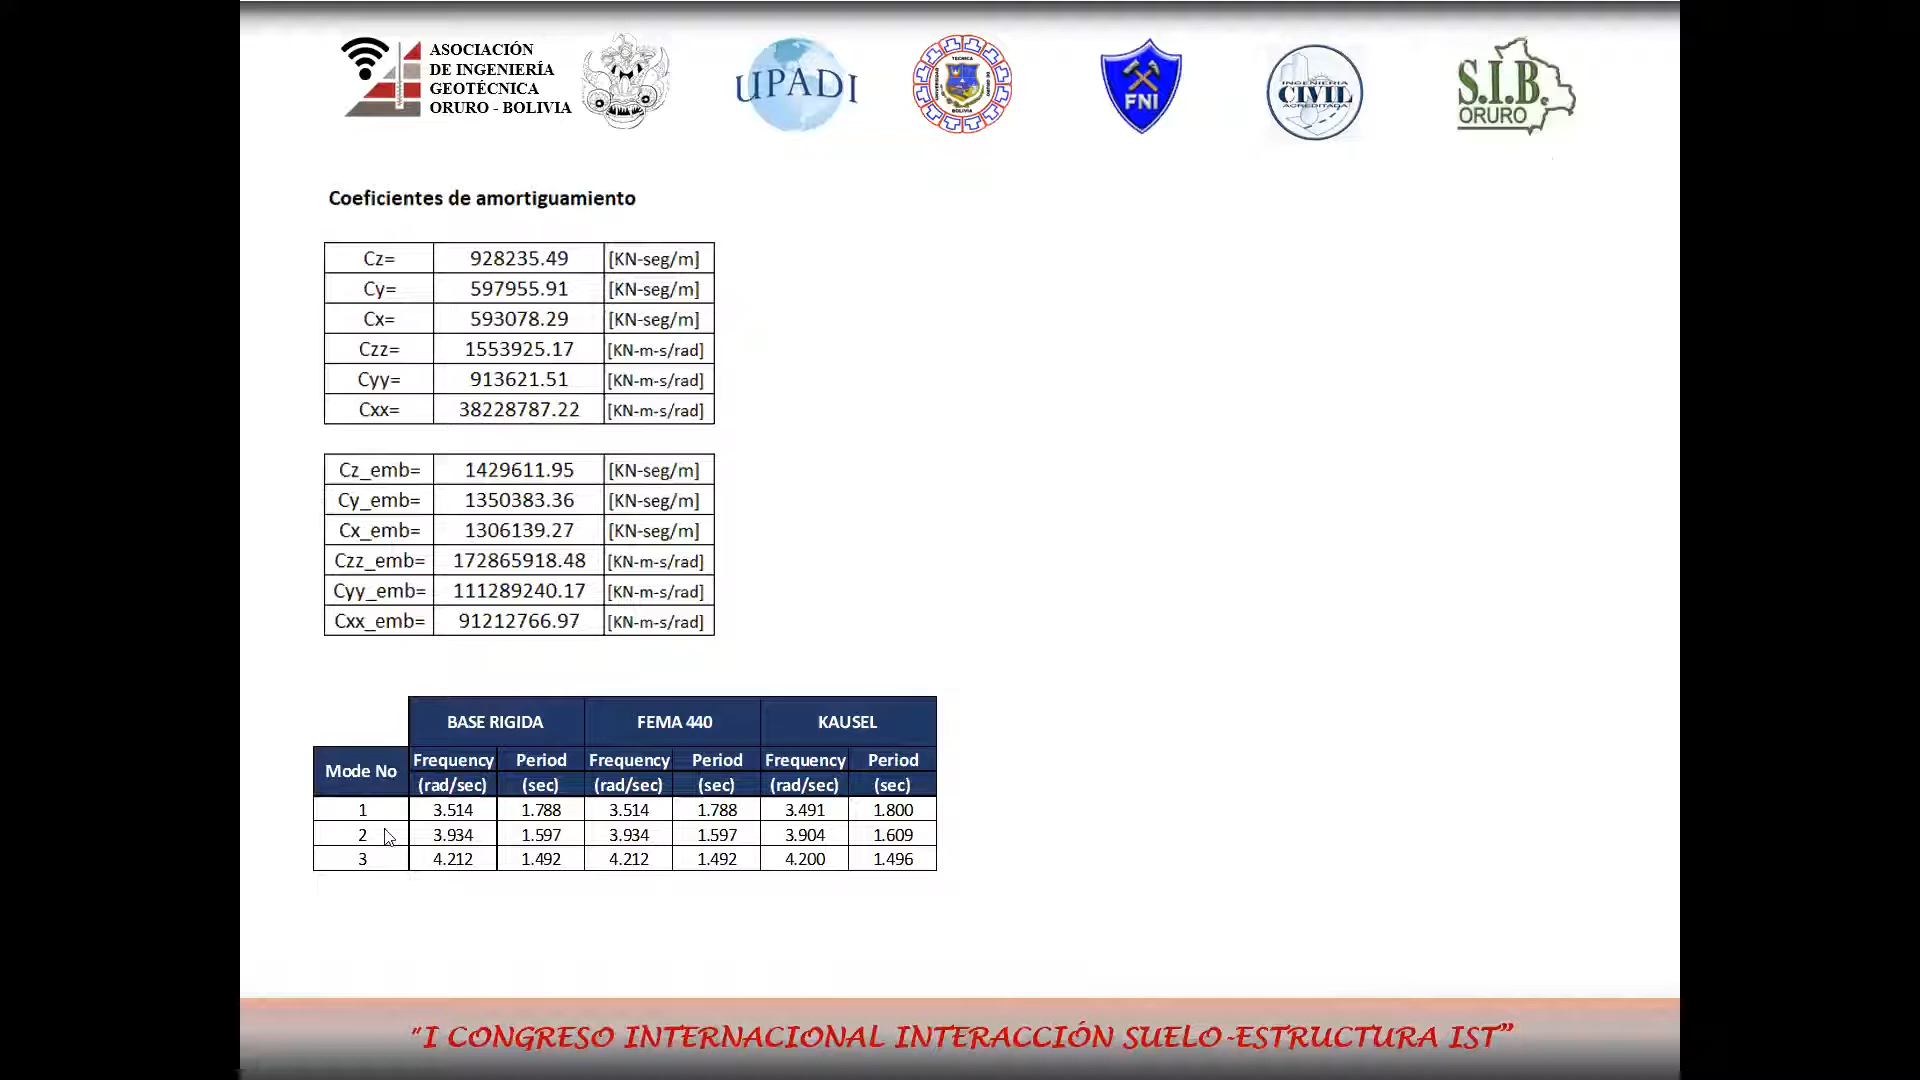 ASOCIACIÓN
DE INGENIERÍA
GEOTÉCNICA
ORURO - BOLIVIA
UPADI
FNI
INGENIERIA
CIVIL
ACREDITADA
S.I.B.
ORURO
Coeficientes de amortiguamiento
Cz= 928235.49 [KN-seg/m]
Cy= 597955.91 [KN-seg/m]
Cx= 593078.29 [KN-seg/m]
Czz= 1553925.17 [KN-m-s/rad]
Cyy= 913621.51 [KN-m-s/rad]
Cxx= 38228787.22 [KN-m-s/rad]
Cz_emb= 1429611.95 [KN-seg/m]
Cy_emb= 1350383.36 [KN-seg/m]
Cx_emb= 1306139.27 [KN-seg/m]
Czz_emb= 172865918.48 [KN-m-s/rad]
Cyy_emb= 111289240.17 [KN-m-s/rad]
Cxx_emb= 91212766.97 [KN-m-s/rad]
BASE RIGIDA FEMA 440 KAUSEL
Mode No Frequency Period Frequency Period Frequency Period
(rad/sec) (sec) (rad/sec) (sec) (rad/sec) (sec)
1 3.514 1.788 3.514 1.788 3.491 1.800
2 3.934 1.597 3.934 1.597 3.904 1.609
3 4.212 1.492 4.212 1.492 4.200 1.496
"I CONGRESO INTERNACIONAL INTERACCIÓN SUELO-ESTRUCTURA IST"